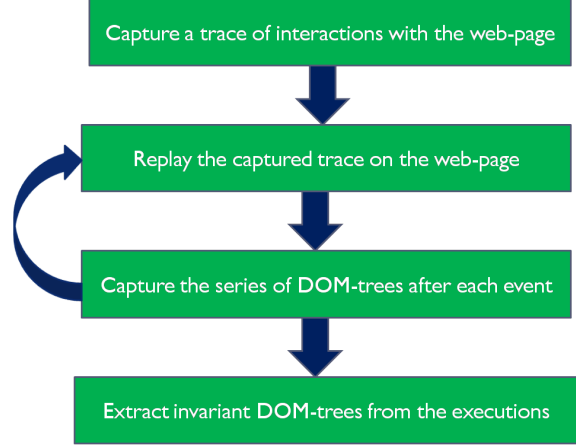 Capture a trace of interactions with the web-page
Replay the captured trace on the web-page
Capture the series of DOM-trees after each event
Extract invariant DOM-trees from the executions